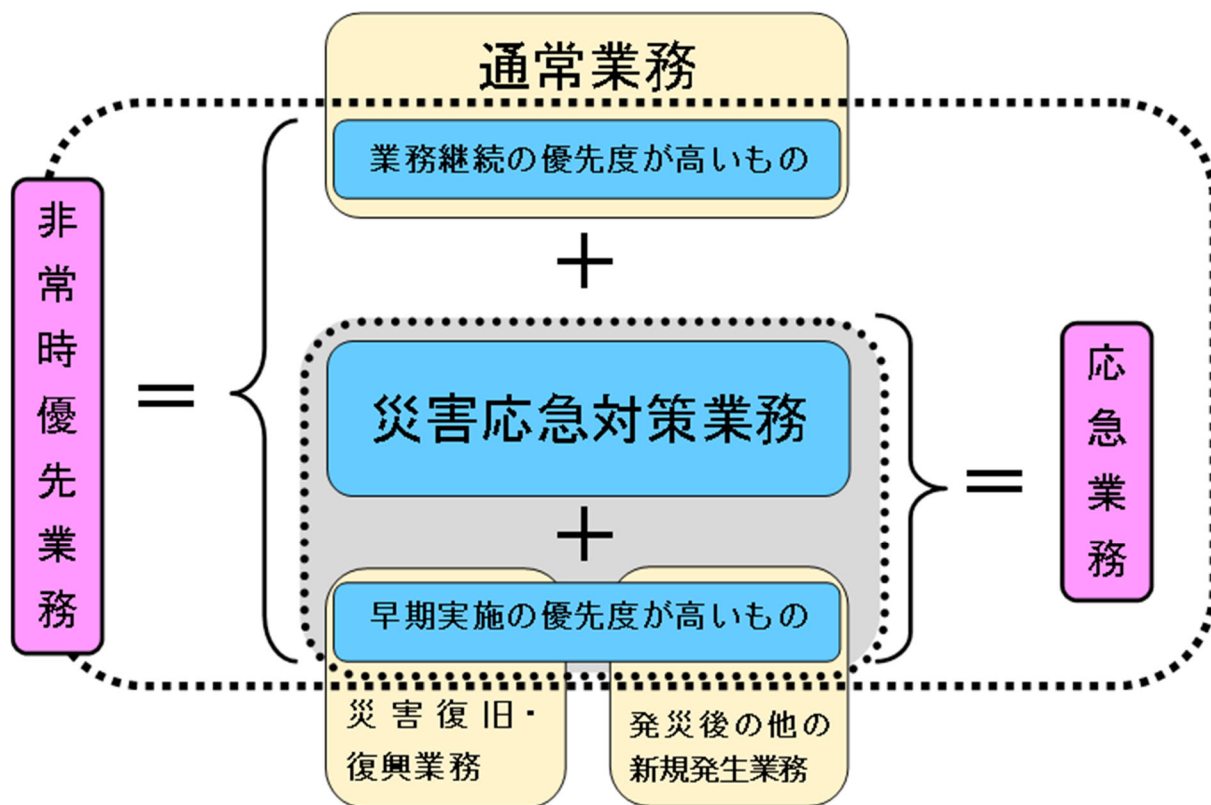 通常業務
業務継続の優先度が高いもの
＋
非常時優先業務
＝
災害応急対策業務
＋
早期実施の優先度が高いもの
＝
応急業務
災害復旧・
復興業務
発災後の他の
新規発生業務